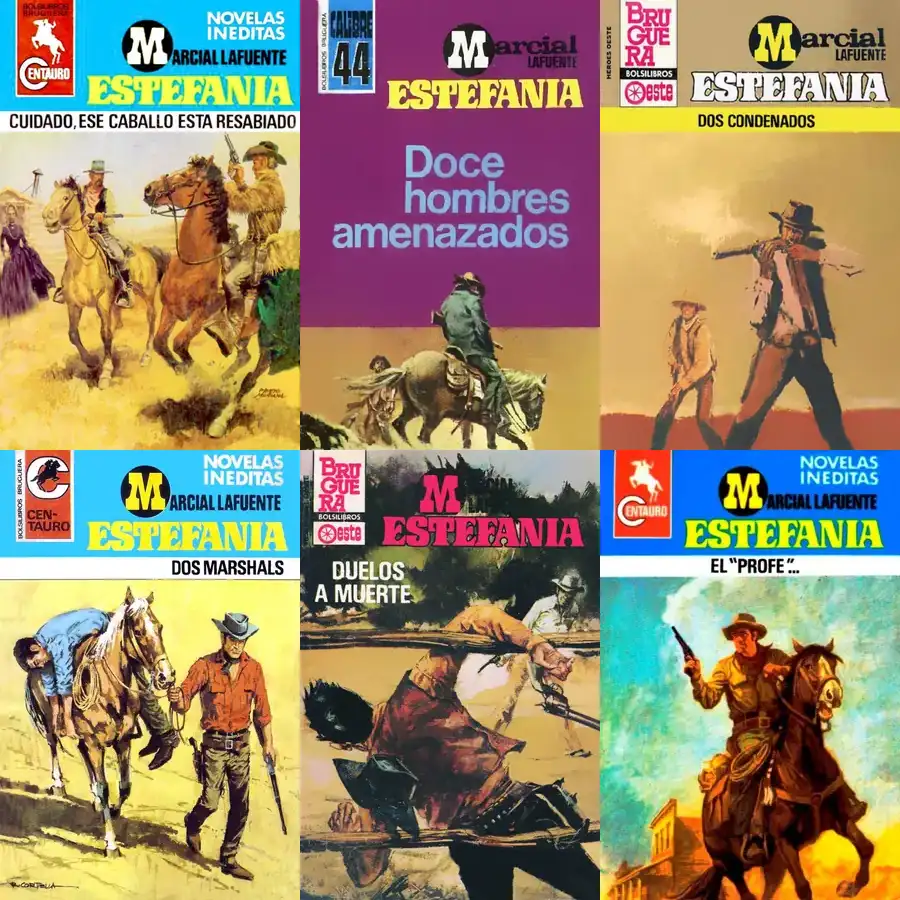 BOLSILIBROS BRUGUERA
CENTAURO
NOVELAS
INEDITAS
MARCIAL LAFUENTE
ESTEFANIA
CUIDADO, ESE CABALLO ESTA RESABIADO
CALIBRE
44
BOLSILIBROS BRUGUERA
Marcial
LAFUENTE
ESTEFANIA
Doce
hombres
amenazados
HEROES OESTE
BRU
GUE
RA
BOLSILIBROS
Oeste
Marcial
LAFUENTE
ESTEFANIA
DOS CONDENADOS
BOLSILIBROS BRUGUERA
CEN-
TAURO
NOVELAS
INEDITAS
MARCIAL LAFUENTE
ESTEFANIA
DOS MARSHALS
BRU
GUE
RA
BOLSILIBROS
Oeste
M
ESTEFANIA
DUELOS
A MUERTE
CENTAURO
NOVELAS
INEDITAS
MARCIAL LAFUENTE
ESTEFANIA
EL "PROFE"...